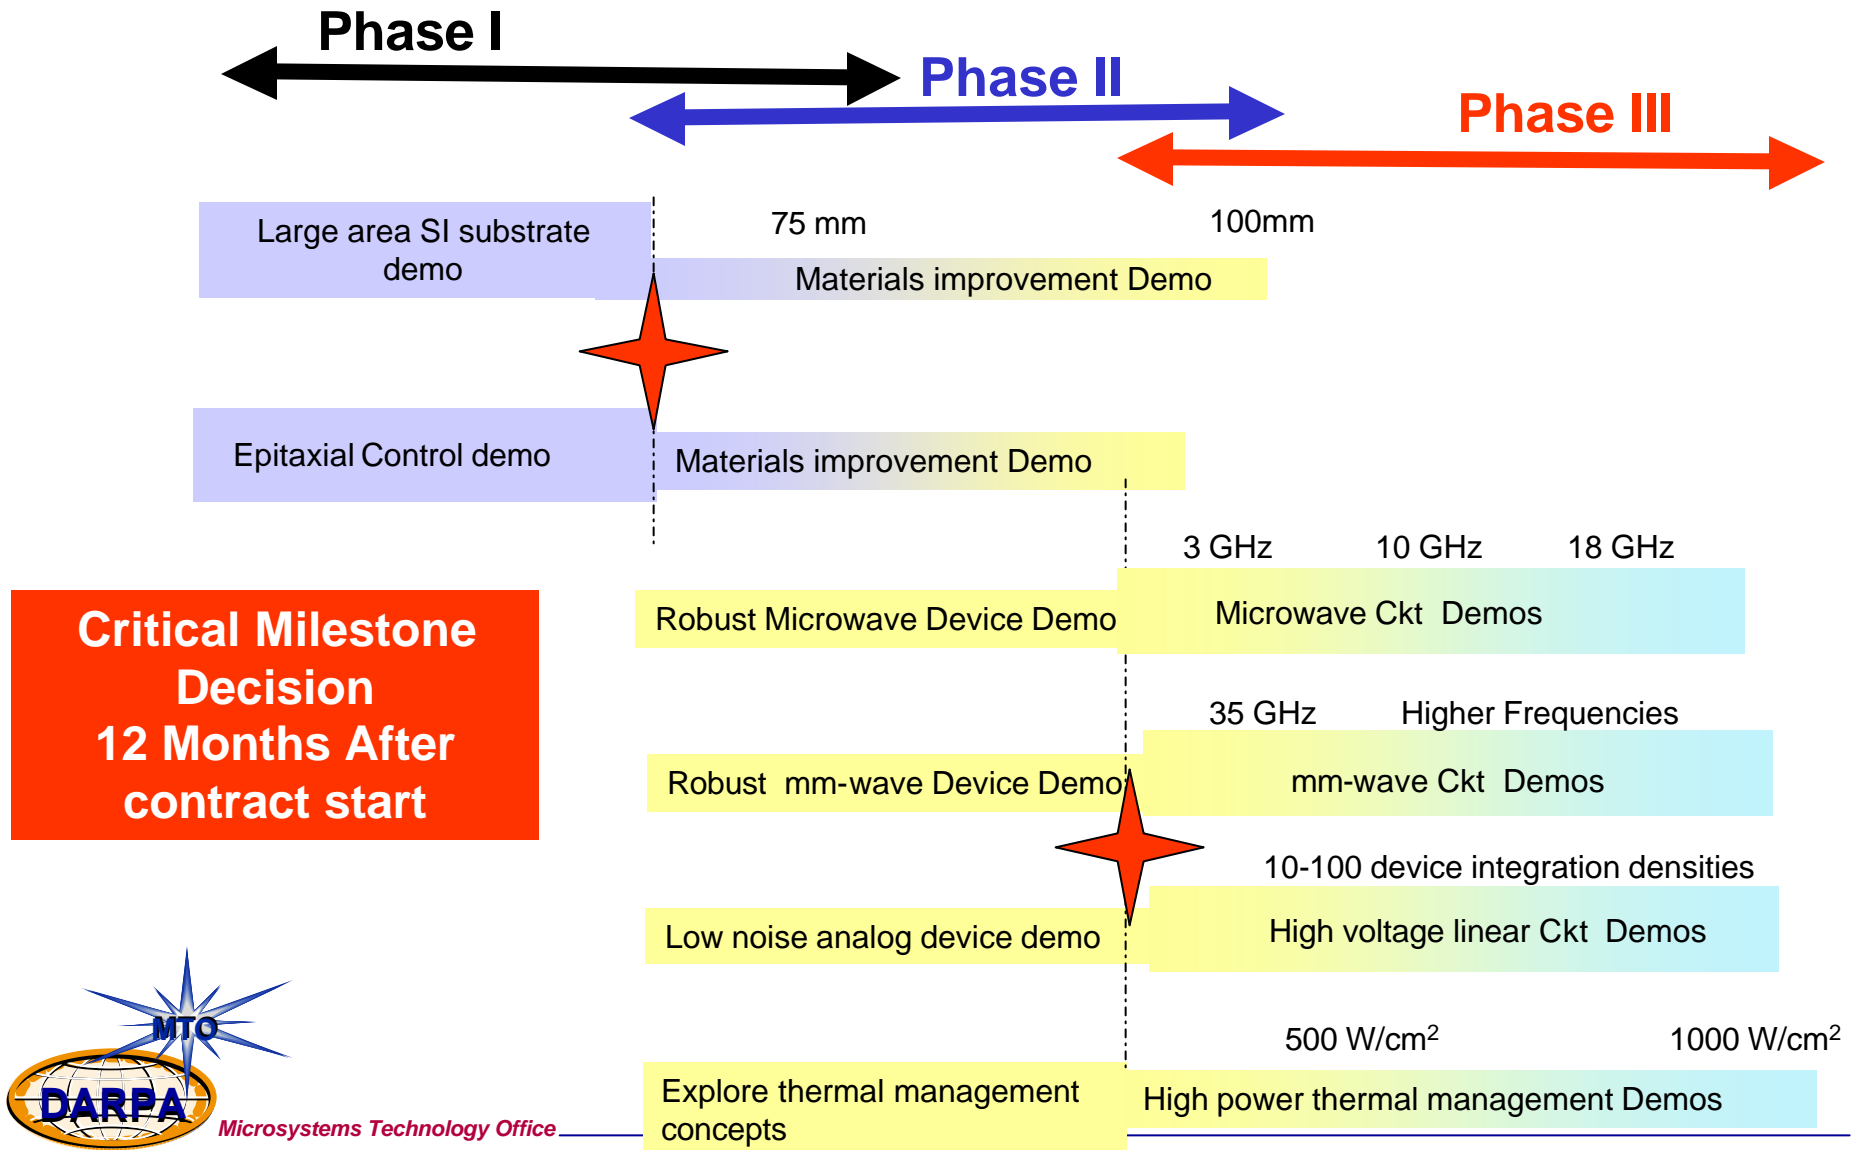 Phase I
Phase II
Phase III
Large area SI substrate
demo
75 mm
100mm
Materials improvement Demo
Epitaxial Control demo
Materials improvement Demo
3 GHz
10 GHz
18 GHz
Robust Microwave Device Demo
Microwave Ckt Demos
Critical Milestone
Decision
12 Months After
contract start
35 GHz
Higher Frequencies
Robust mm-wave Device Demo
mm-wave Ckt Demos
10-100 device integration densities
Low noise analog device demo
High voltage linear Ckt Demos
500 W/cm²
1000 W/cm²
Explore thermal management
concepts
High power thermal management Demos
MTO
DARPA
Microsystems Technology Office